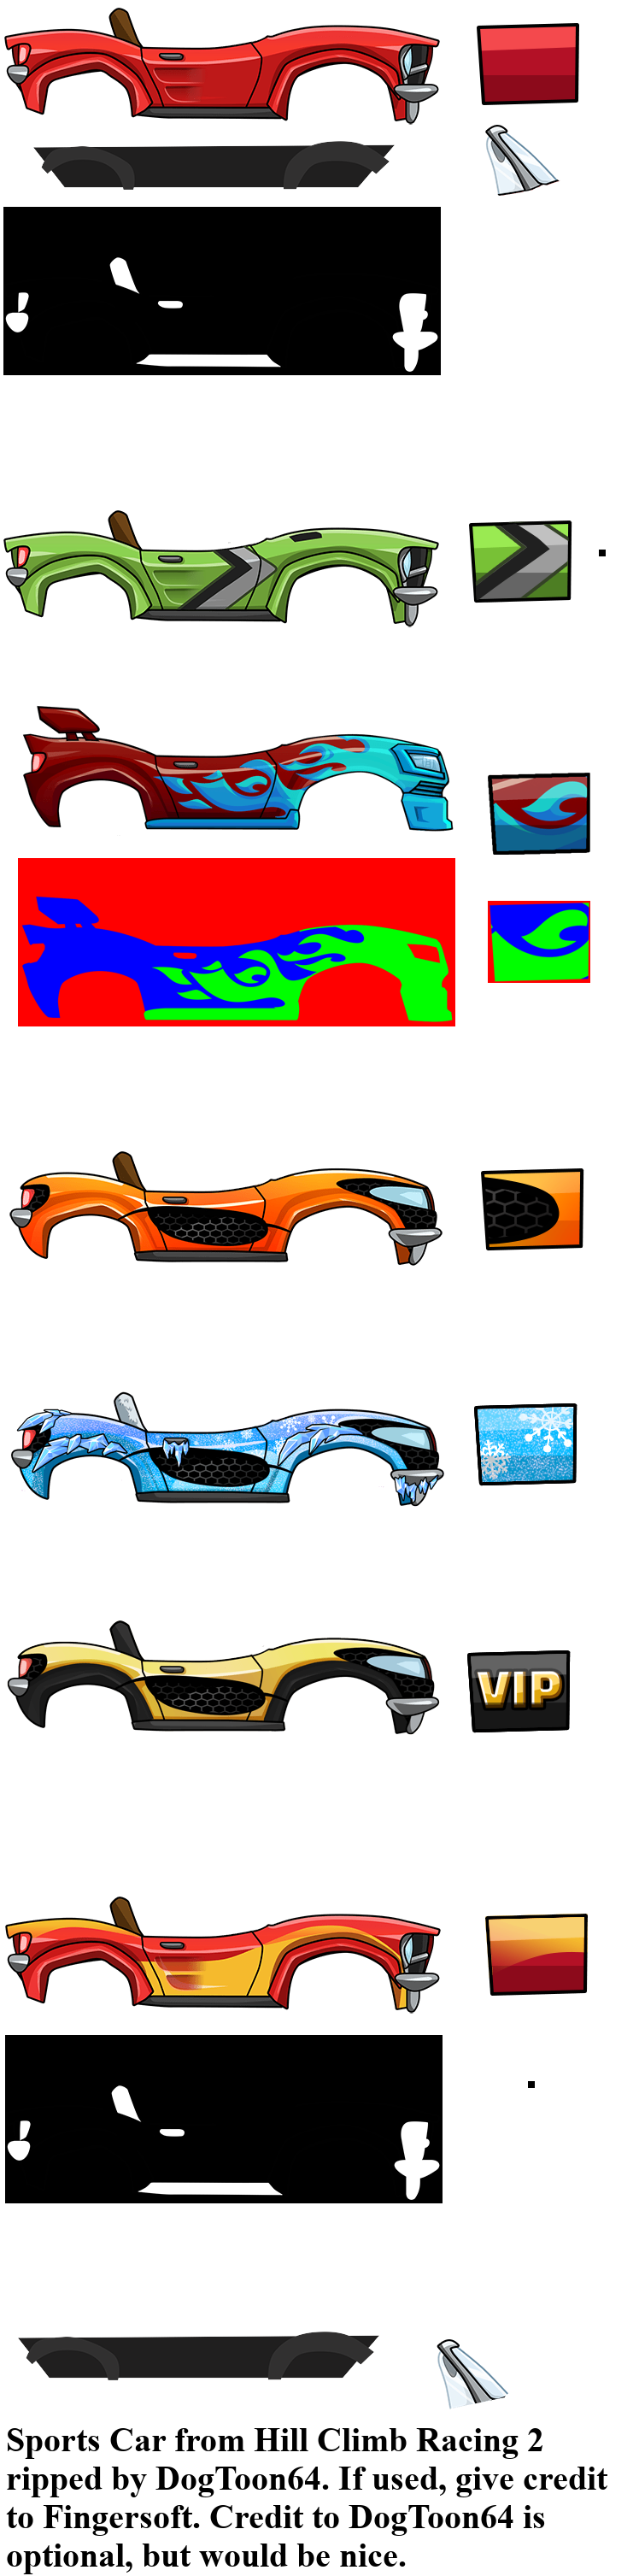 VIP
Sports Car from Hill Climb Racing 2
ripped by DogToon64. If used, give credit
to Fingersoft. Credit to DogToon64 is
optional, but would be nice.